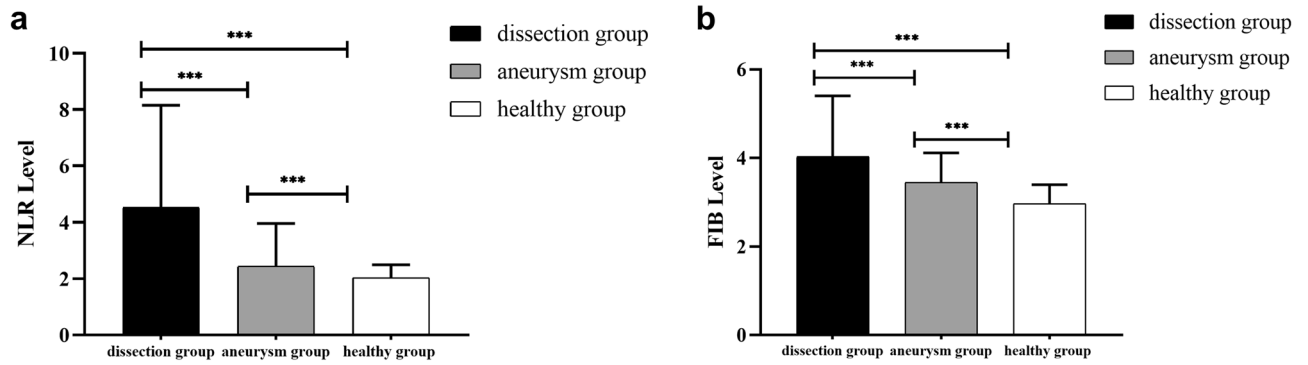 a
dissection group
aneurysm group
healthy group
NLR Level
10
8
6
4
2
0
***
***
***
dissection group aneurysm group healthy group
b
dissection group
aneurysm group
healthy group
FIB Level
6
4
2
0
***
***
***
dissection group aneurysm group healthy group